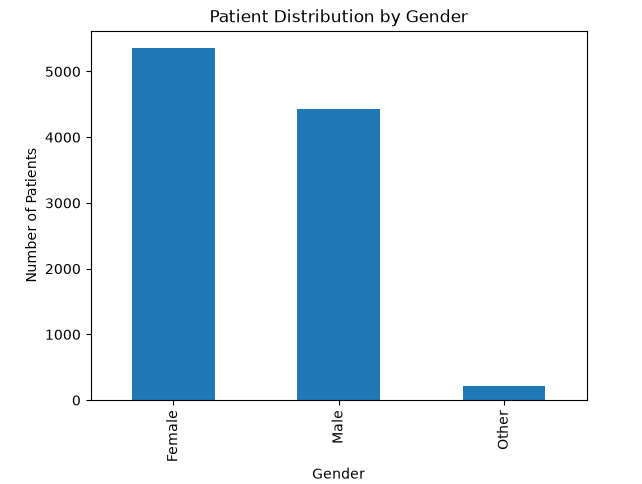 Patient Distribution by Gender
Number of Patients
5000
4000
3000
2000
1000
0
Female
Male
Other
Gender